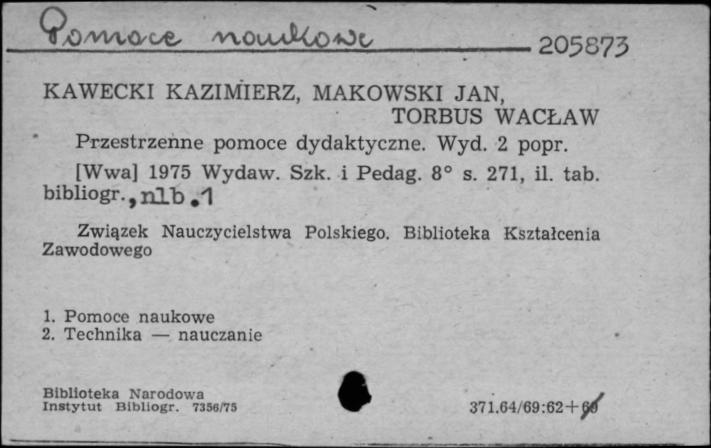 Pomoce naukowe
205873
KAWECKI KAZIMIERZ, MAKOWSKI JAN,
TORBUS WACŁAW
Przestrzenne pomoce dydaktyczne. Wyd. 2 popr.
[Wwa] 1975 Wydaw. Szk. i Pedag. 8° s. 271, il. tab.
bibliogr., nlb.1
Związek Nauczycielstwa Polskiego. Biblioteka Kształcenia
Zawodowego
1. Pomoce naukowe
2. Technika — nauczanie
Biblioteka Narodowa
Instytut Bibliogr. 7356/75
371.64/69:62+60